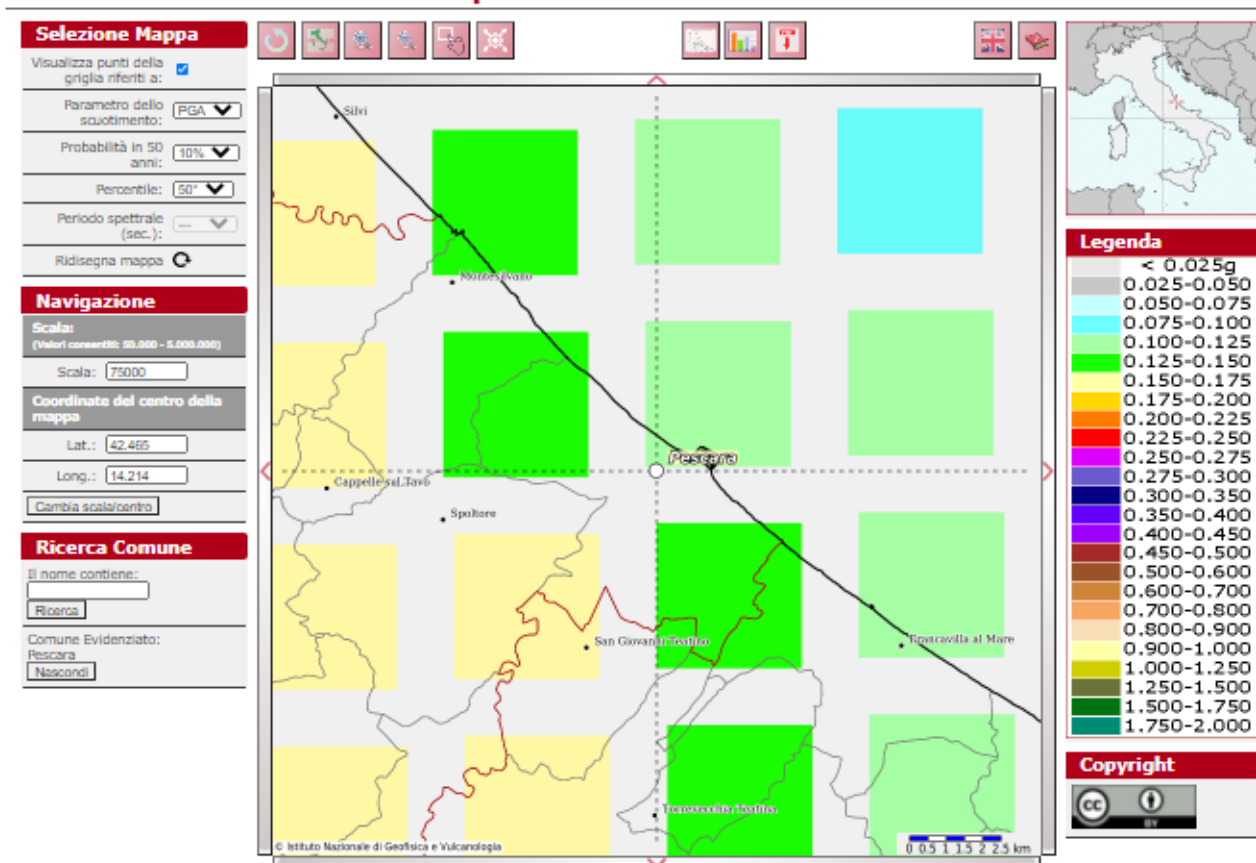 Selezione Mappa
Visualizza punti della
griglia riferiti a:
Parametro dello
scuotimento: PGA
Probabilità in 50
anni: 10%
Percentile: 50°
Periodo spettrale
(sec.): ---
Ridisegna mappa
Navigazione
Scala:
(Valori consentiti: 50.000 - 5.000.000)
Scala: 75000
Coordinate del centro della
mappa
Lat.: 42.465
Long.: 14.214
Cambia scala/centro
Ricerca Comune
Il nome contiene:
Ricerca
Comune Evidenziato:
Pescara
Nascondi
Silvi
Montesilvano
Pescara
Cappelle sul Tavo
Spoltore
San Giovanni Teatino
Francavilla al Mare
Torrevecchia Teatina
© Istituto Nazionale di Geofisica e Vulcanologia
0 0.5 1 1.5 2 2.5 km
Legenda
< 0.025g
0.025-0.050
0.050-0.075
0.075-0.100
0.100-0.125
0.125-0.150
0.150-0.175
0.175-0.200
0.200-0.225
0.225-0.250
0.250-0.275
0.275-0.300
0.300-0.350
0.350-0.400
0.400-0.450
0.450-0.500
0.500-0.600
0.600-0.700
0.700-0.800
0.800-0.900
0.900-1.000
1.000-1.250
1.250-1.500
1.500-1.750
1.750-2.000
Copyright
cc
BY